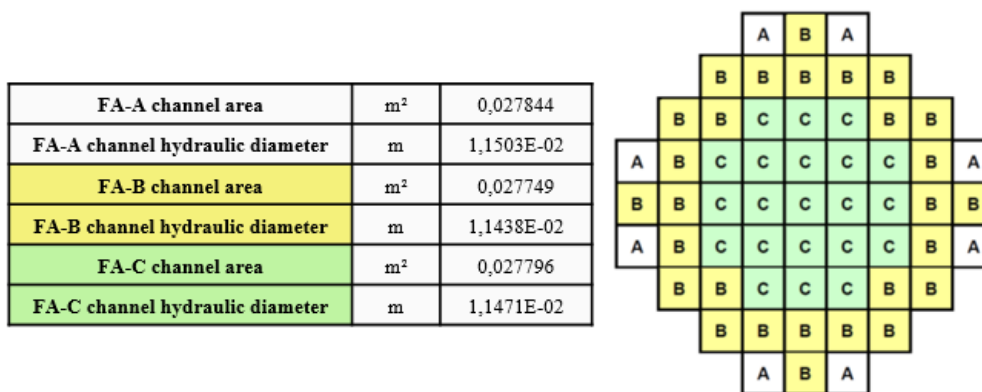 FA-A channel area m² 0,027844
FA-A channel hydraulic diameter m 1,1503E-02
FA-B channel area m² 0,027749
FA-B channel hydraulic diameter m 1,1438E-02
FA-C channel area m² 0,027796
FA-C channel hydraulic diameter m 1,1471E-02
A B A
B B B B B
B B C C C B B
A B C C C C C B A
B B C C C C C B B
A B C C C C C B A
B B C C C B B
B B B B B
A B A